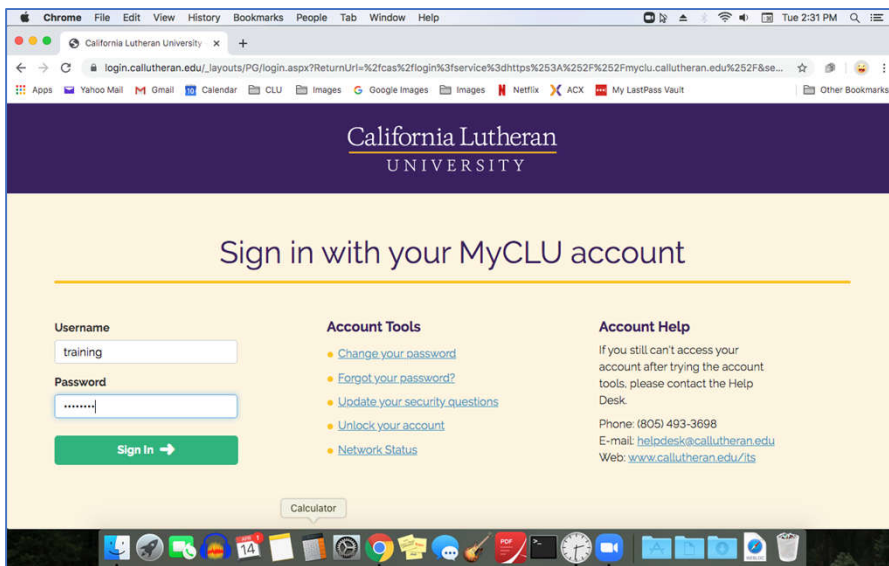 Chrome File Edit View History Bookmarks People Tab Window Help Tue 2:31 PM
California Lutheran University
login.callutheran.edu/_layouts/PG/login.aspx?ReturnUrl=%2fcas%2flogin%3fservice%3dhttps%253A%252F%252Fmyclu.callutheran.edu%252F&se...
Apps Yahoo Mail Gmail 10 Calendar CLU Images Google Images Images Netflix ACX My LastPass Vault Other Bookmarks
California Lutheran
UNIVERSITY
Sign in with your MyCLU account
Username
training
Password
Sign In
Account Tools
Change your password
Forgot your password?
Update your security questions
Unlock your account
Network Status
Account Help
If you still can't access your
account after trying the account
tools, please contact the Help
Desk.
Phone: (805) 493-3698
E-mail: helpdesk@callutheran.edu
Web: www.callutheran.edu/its
Calculator
14
PDF